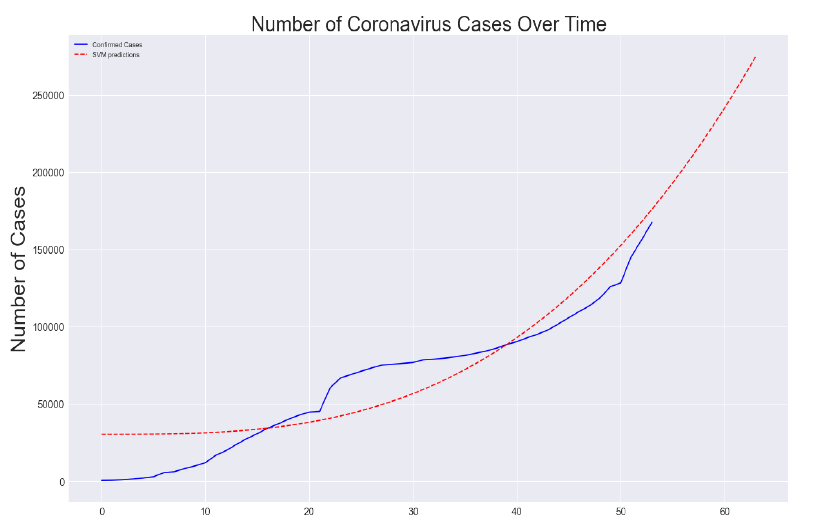 Number of Coronavirus Cases Over Time
Confirmed Cases
SVM predictions
Number of Cases
250000
200000
150000
100000
50000
0
0 10 20 30 40 50 60